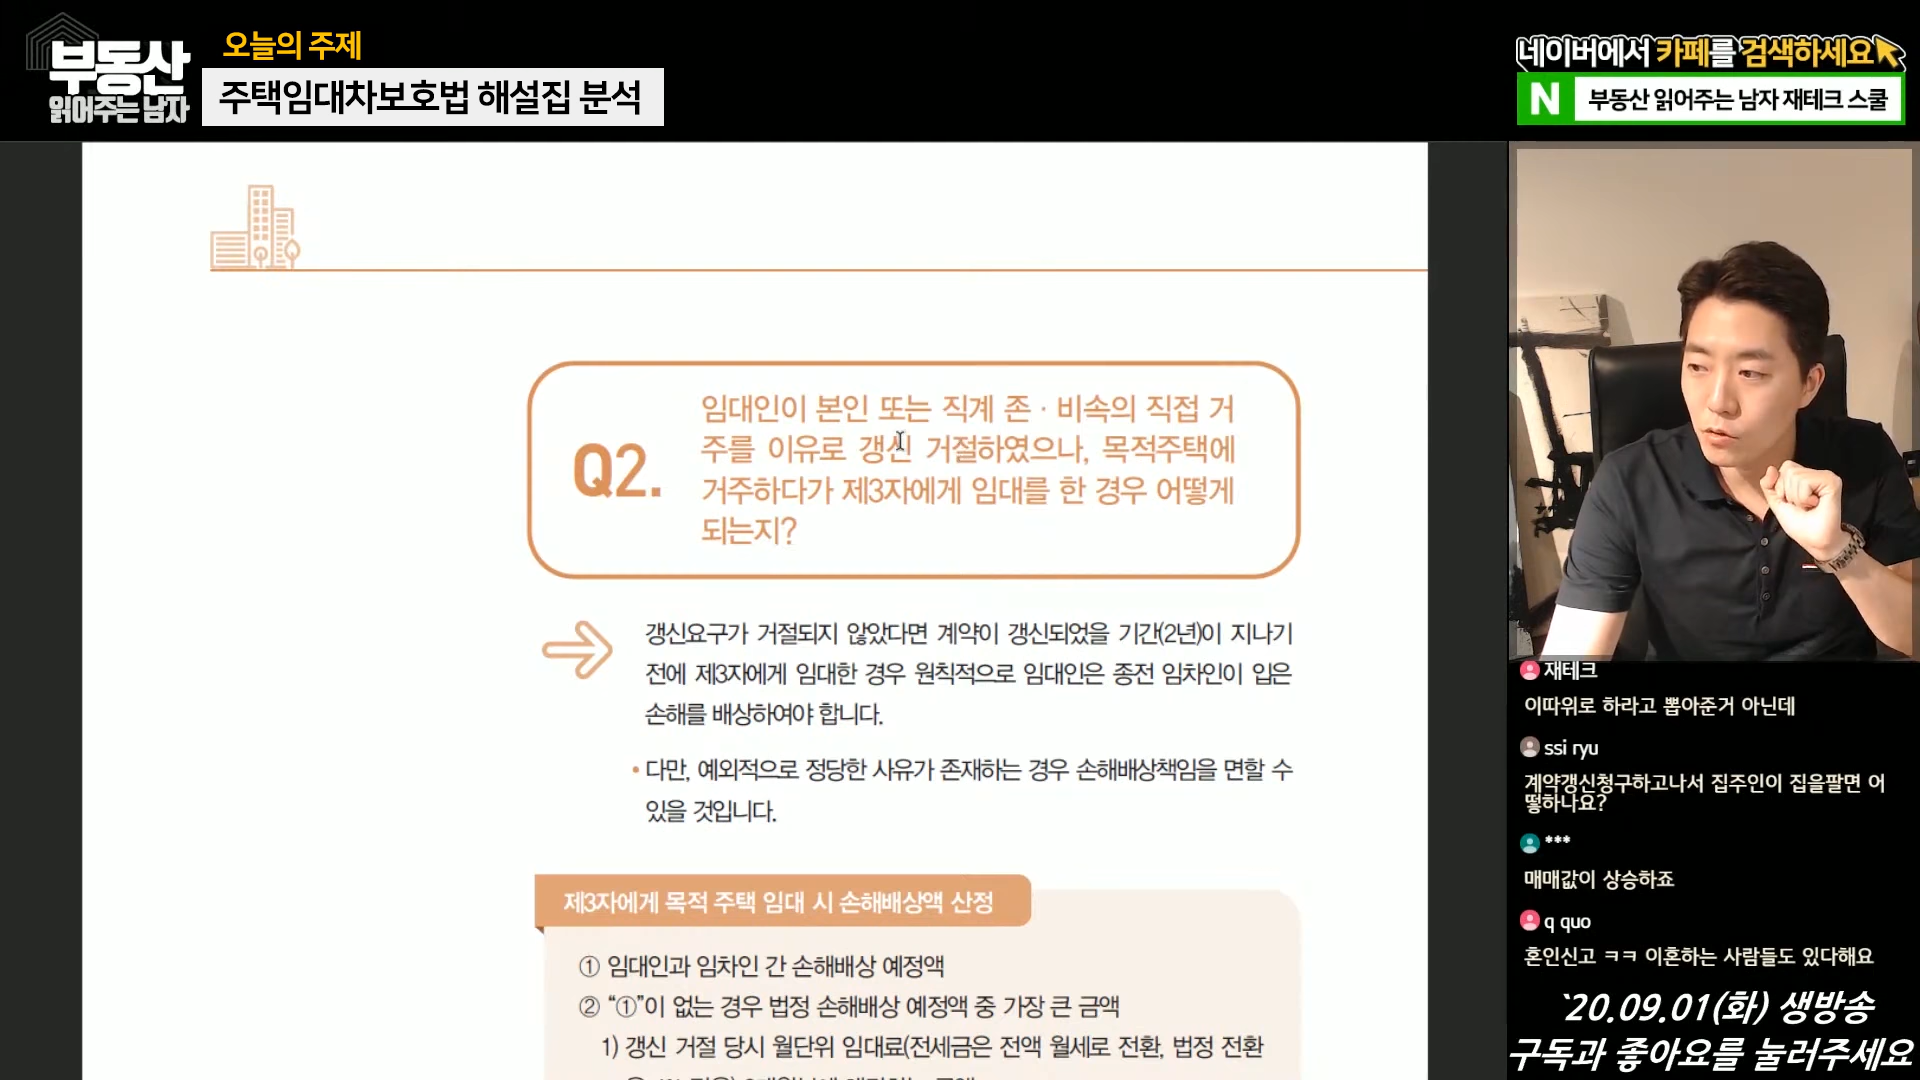 부동산
읽어주는 남자
오늘의 주제
주택임대차보호법 해설집 분석
네이버에서 카페를 검색하세요
N 부동산 읽어주는 남자 재테크 스쿨
Q2.
임대인이 본인 또는 직계 존·비속의 직접 거
주를 이유로 갱신 거절하였으나, 목적주택에
거주하다가 제3자에게 임대를 한 경우 어떻게
되는지?
갱신요구가 거절되지 않았다면 계약이 갱신되었을 기간(2년)이 지나기
전에 제3자에게 임대한 경우 원칙적으로 임대인은 종전 임차인이 입은
손해를 배상하여야 합니다.
• 다만, 예외적으로 정당한 사유가 존재하는 경우 손해배상책임을 면할 수
있을 것입니다.
제3자에게 목적 주택 임대 시 손해배상액 산정
① 임대인과 임차인 간 손해배상 예정액
② “①”이 없는 경우 법정 손해배상 예정액 중 가장 큰 금액
1) 갱신 거절 당시 월단위 임대료(전세금은 전액 월세로 전환, 법정 전환
재테크
이따위로 하라고 뽑아준거 아닌데
ssi ryu
계약갱신청구하고나서 집주인이 집을팔면 어
떻하나요?
***
매매값이 상승하죠
q quo
혼인신고 ㅋㅋ 이혼하는 사람들도 있다해요
`20.09.01(화) 생방송
구독과 좋아요를 눌러주세요